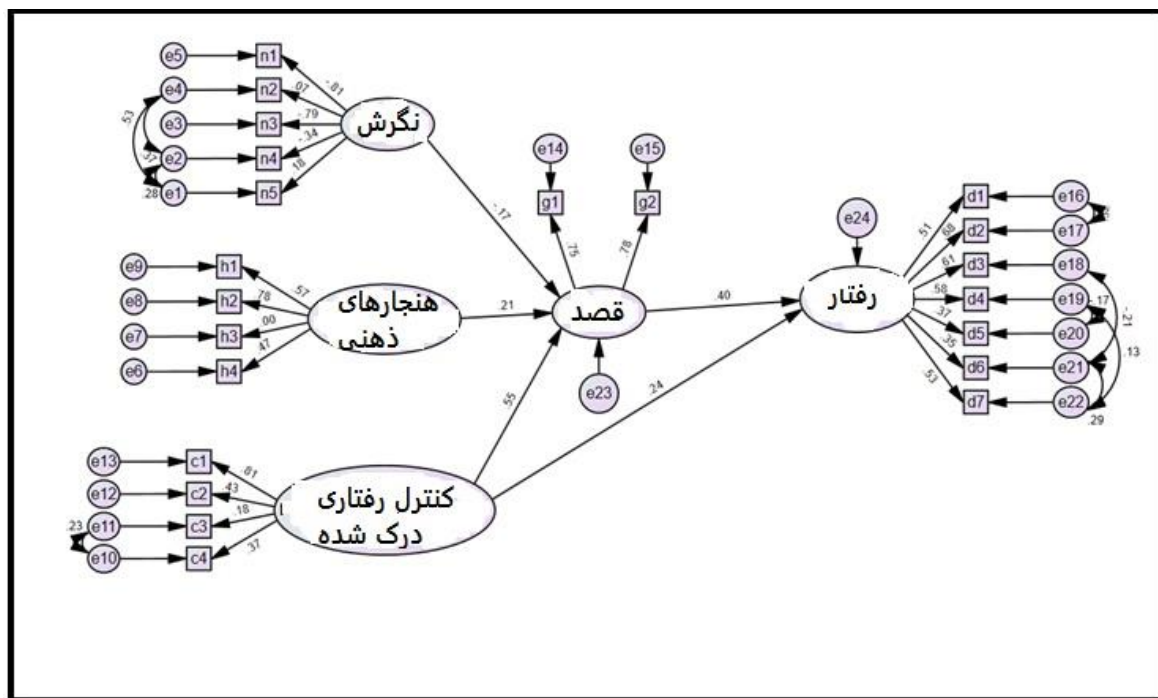 e5 n1 -.81
e4 n2 .07
e3 n3 -.79
e2 n4 -.34
e1 n5 .18
.53
.37
.28
نگرش
-.17
e14
e15
g1
g2
.75
.78
e9 h1 .57
e8 h2 .78
e7 h3 .00
e6 h4 .47
هنجارهای
ذهنی
.21
قصد
e23
.40
e24
رفتار
.51 d1 e16
.68 d2 e17
.61 d3 e18
.58 d4 e19
.37 d5 e20
.35 d6 e21
.53 d7 e22
-.17
-.21
.13
.29
.55
.24
e13 c1 .81
e12 c2 .43
e11 c3 .18
e10 c4 .37
.23
کنترل رفتاری
درک شده